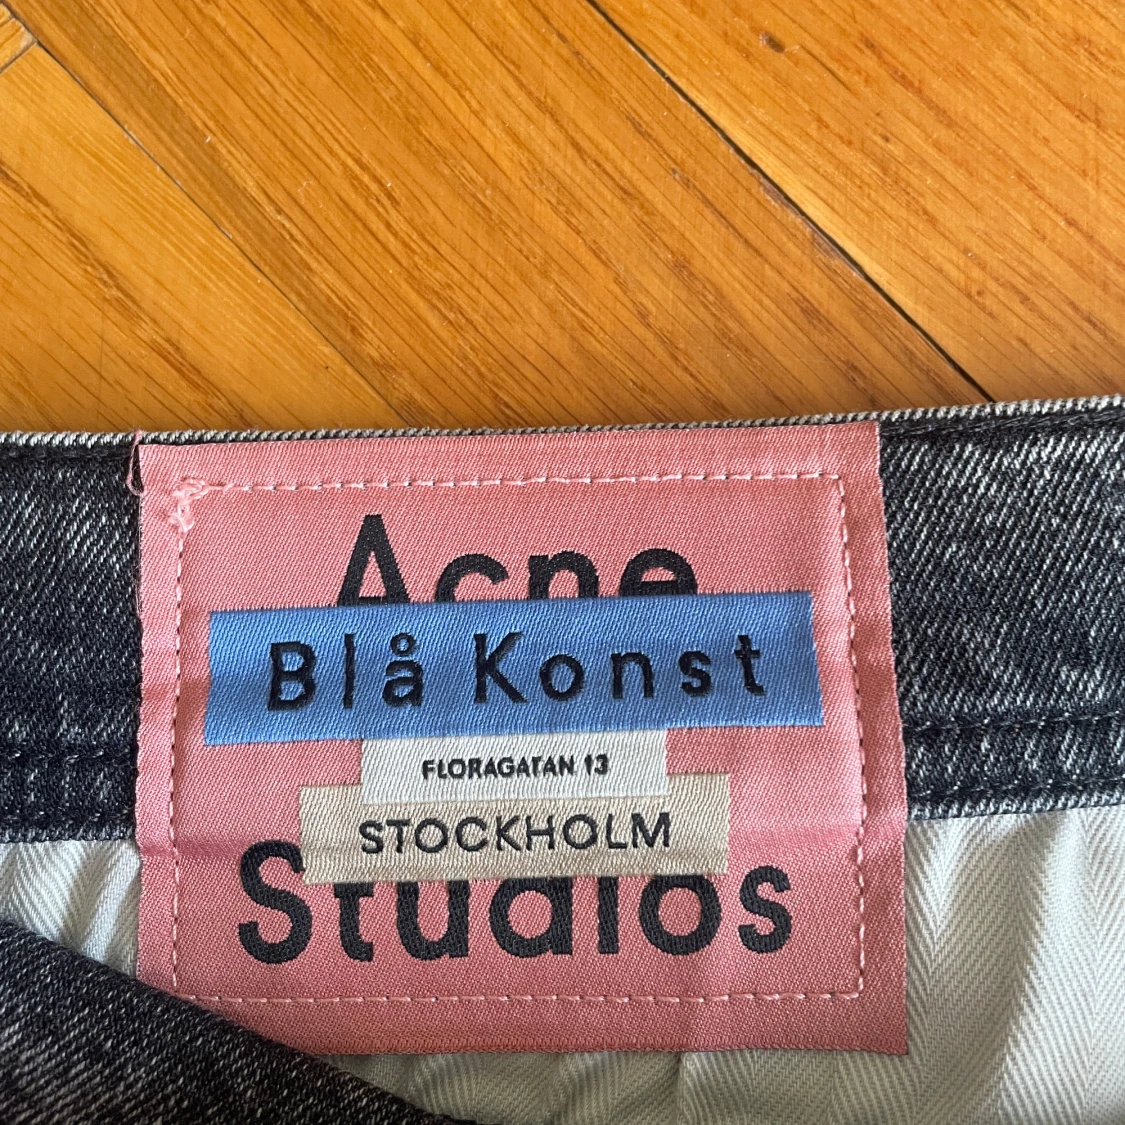 Acne
Blå Konst
FLORAGATAN 13
STOCKHOLM
Studios